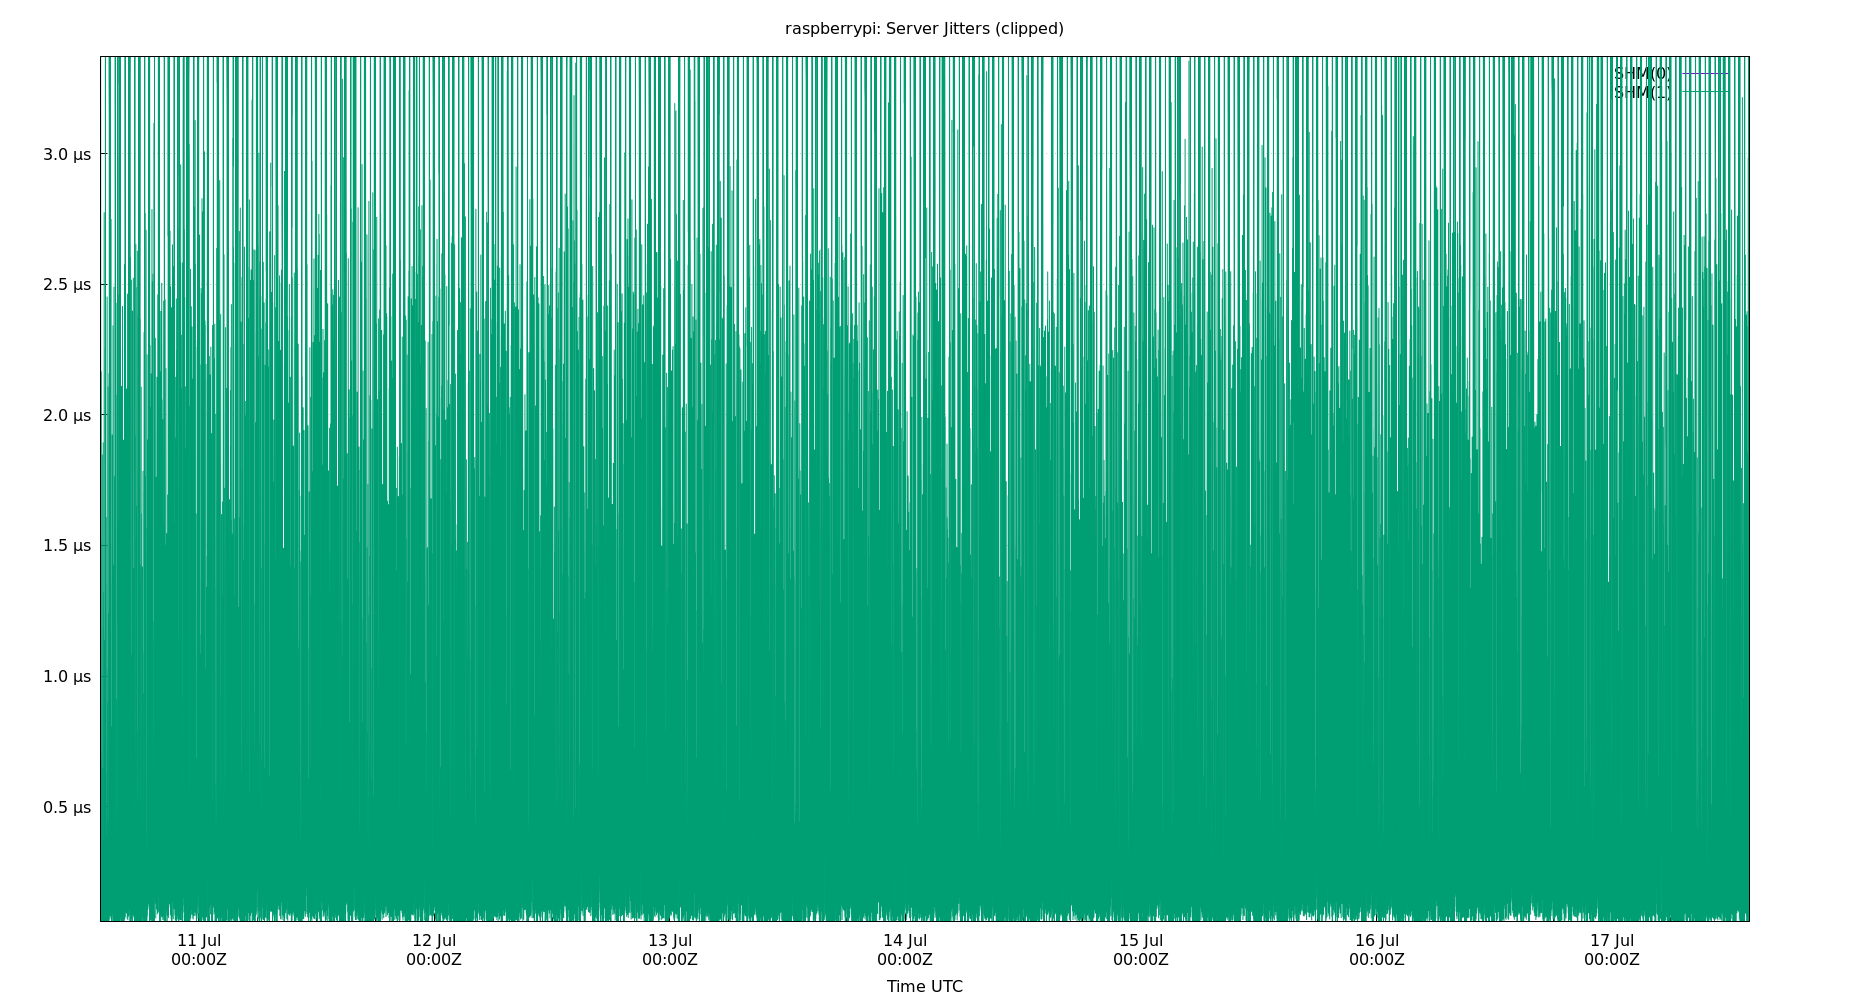 raspberrypi: Server Jitters (clipped)
SHM(0)
SHM(1)
3.0 µs
2.5 µs
2.0 µs
1.5 µs
1.0 µs
0.5 µs
11 Jul 12 Jul 13 Jul 14 Jul 15 Jul 16 Jul 17 Jul
00:00Z 00:00Z 00:00Z 00:00Z 00:00Z 00:00Z 00:00Z
Time UTC